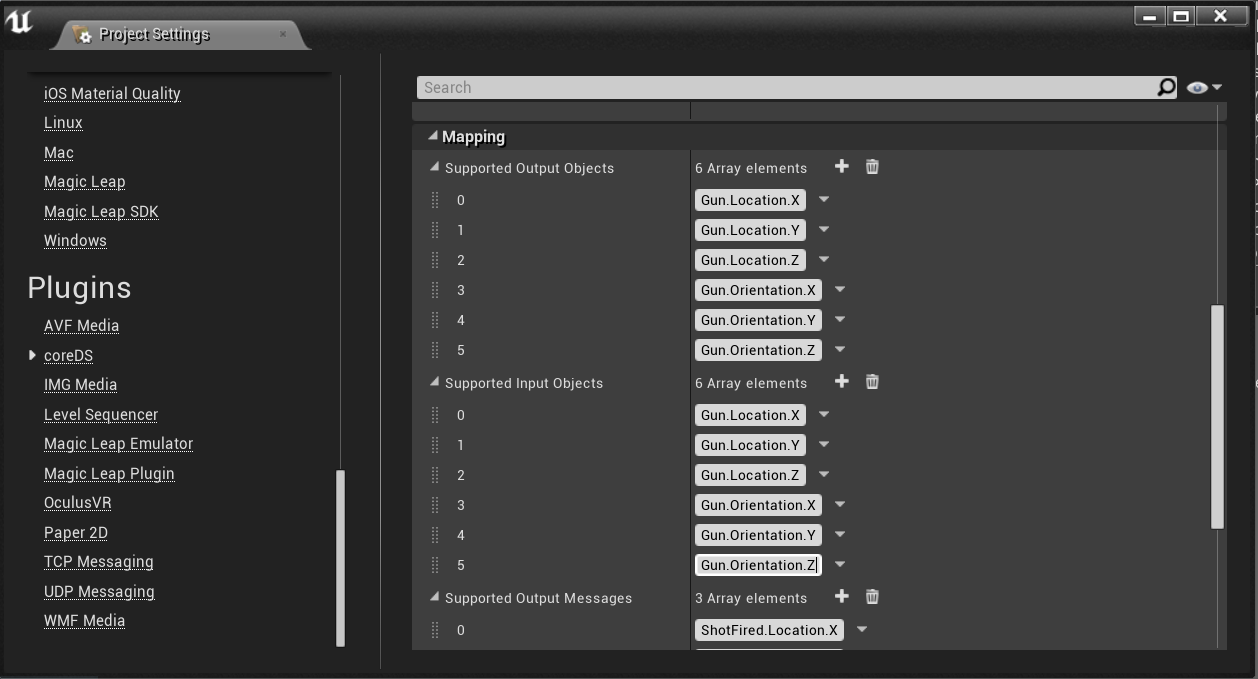 Project Settings
iOS Material Quality
Linux
Mac
Magic Leap
Magic Leap SDK
Windows
Plugins
AVF Media
coreDS
IMG Media
Level Sequencer
Magic Leap Emulator
Magic Leap Plugin
OculusVR
Paper 2D
TCP Messaging
UDP Messaging
WMF Media
Search
Mapping
Supported Output Objects 6 Array elements
0 Gun.Location.X
1 Gun.Location.Y
2 Gun.Location.Z
3 Gun.Orientation.X
4 Gun.Orientation.Y
5 Gun.Orientation.Z
Supported Input Objects 6 Array elements
0 Gun.Location.X
1 Gun.Location.Y
2 Gun.Location.Z
3 Gun.Orientation.X
4 Gun.Orientation.Y
5 Gun.Orientation.Z
Supported Output Messages 3 Array elements
0 ShotFired.Location.X